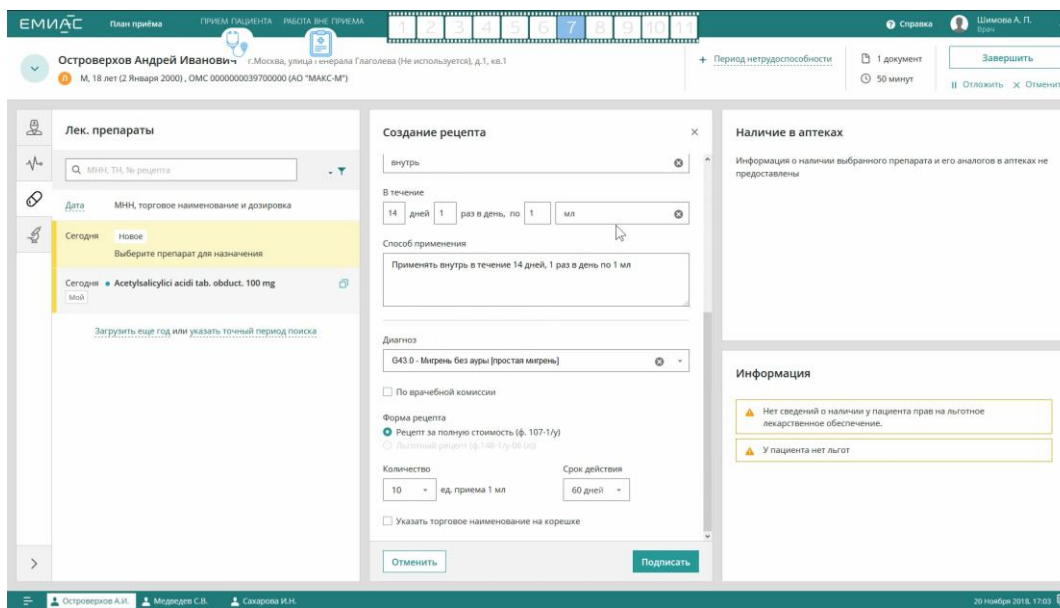 ЕМИАС
План приёма
ПРИЕМ ПАЦИЕНТА
РАБОТА ВНЕ ПРИЕМА
1 2 3 4 5 6 7 8 9 10 11
Справка
Шимова А. П.
Врач
Островерхов Андрей Иванович г.Москва, улица Генерала Глаголева (Не используется), д.1, кв.1
М, 18 лет (2 Января 2000) , ОМС 0000000039700000 (АО "МАКС-М")
+ Период нетрудоспособности
1 документ
50 минут
Завершить
Отложить
Отменит
Лек. препараты
МНН, ТН, № рецепта
Дата МНН, торговое наименование и дозировка
Сегодня Новое
Выберите препарат для назначения
Сегодня Acetylsalicylici acidi tab. obduct. 100 mg
Мой
Загрузить еще год или указать точный период поиска
Создание рецепта
внутрь
В течение
14 дней 1 раз в день, по 1 мл
Способ применения
Применять внутрь в течение 14 дней, 1 раз в день по 1 мл
Диагноз
G43.0 - Мигрень без ауры [простая мигрень]
По врачебной комиссии
Форма рецепта
Рецепт за полную стоимость (ф. 107-1/у)
Льготный рецепт (ф.148-1/у-06 (л))
Количество
Срок действия
10 ед. приема 1 мл
60 дней
Указать торговое наименование на корешке
Отменить
Подписать
Наличие в аптеках
Информация о наличии выбранного препарата и его аналогов в аптеках не
предоставлены
Информация
Нет сведений о наличии у пациента прав на льготное
лекарственное обеспечение.
У пациента нет льгот
Островерхов А.И.
Медведев С.В.
Сахарова И.Н.
20 Ноября 2018, 17:03